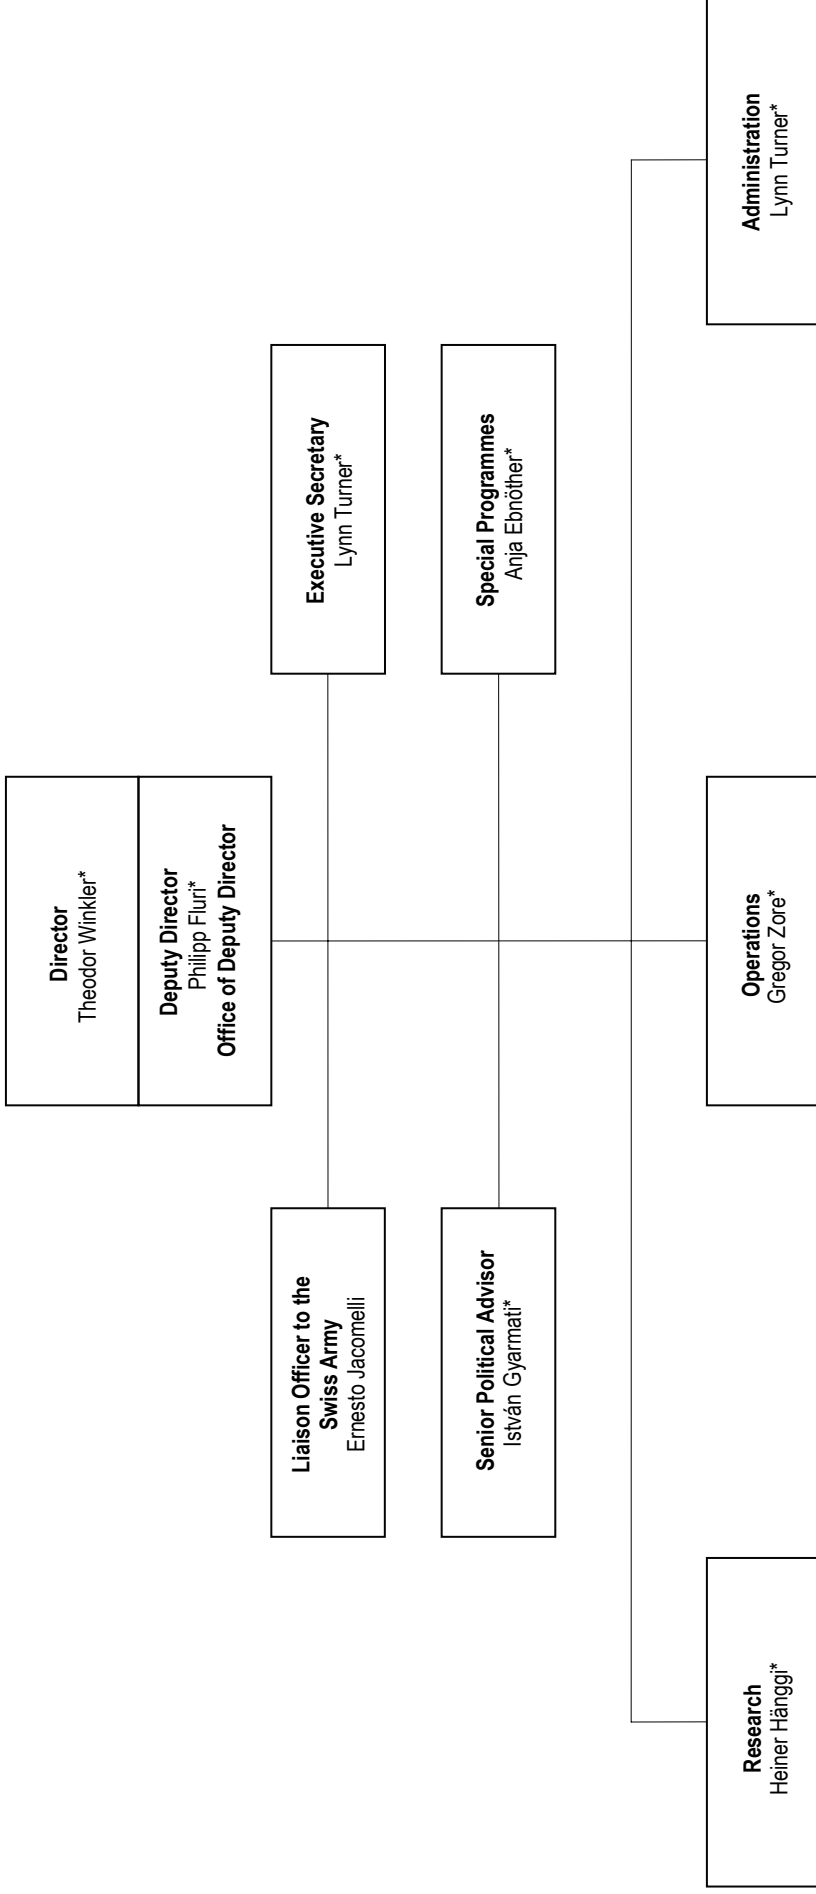 Director
Theodor Winkler*
Deputy Director
Philipp Fluri*
Office of Deputy Director
Liaison Officer to the
Swiss Army
Ernesto Jacomelli
Executive Secretary
Lynn Turner*
Senior Political Advisor
István Gyarmati*
Special Programmes
Anja Ebnöther*
Research
Heiner Hänggi*
Operations
Gregor Zore*
Administration
Lynn Turner*